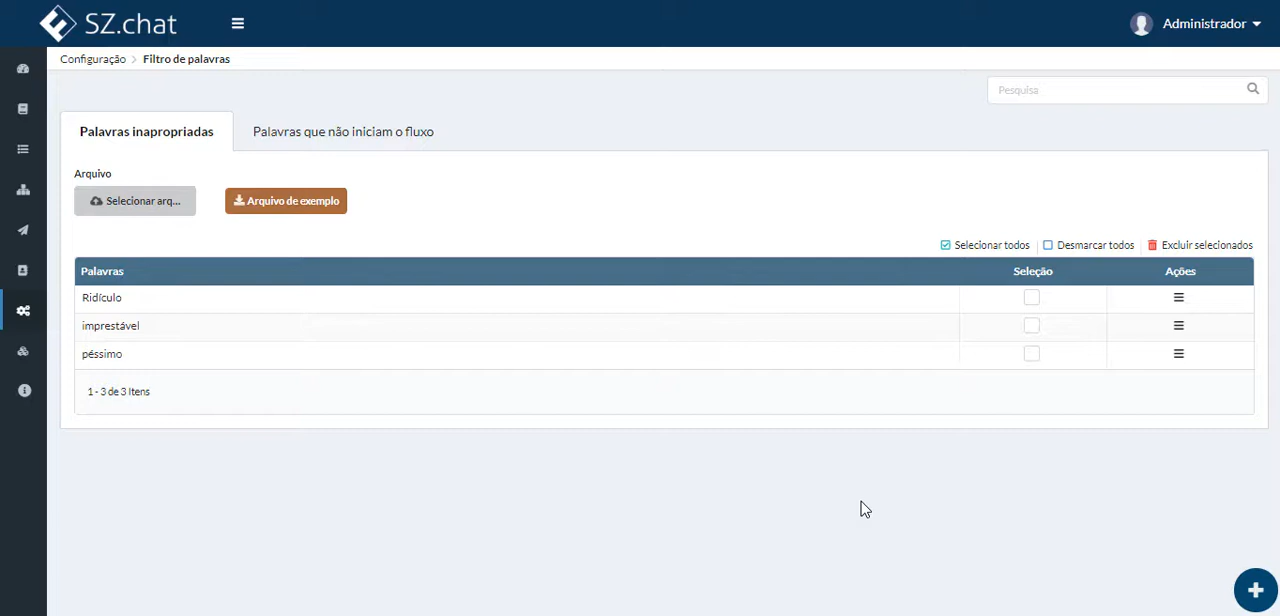 SZ.chat
Administrador
Configuração > Filtro de palavras
Pesquisa
Palavras inapropriadas
Palavras que não iniciam o fluxo
Arquivo
Selecionar arq...
Arquivo de exemplo
Selecionar todos
Desmarcar todos
Excluir selecionados
Palavras Seleção Ações
Ridículo
imprestável
péssimo
1 - 3 de 3 Itens